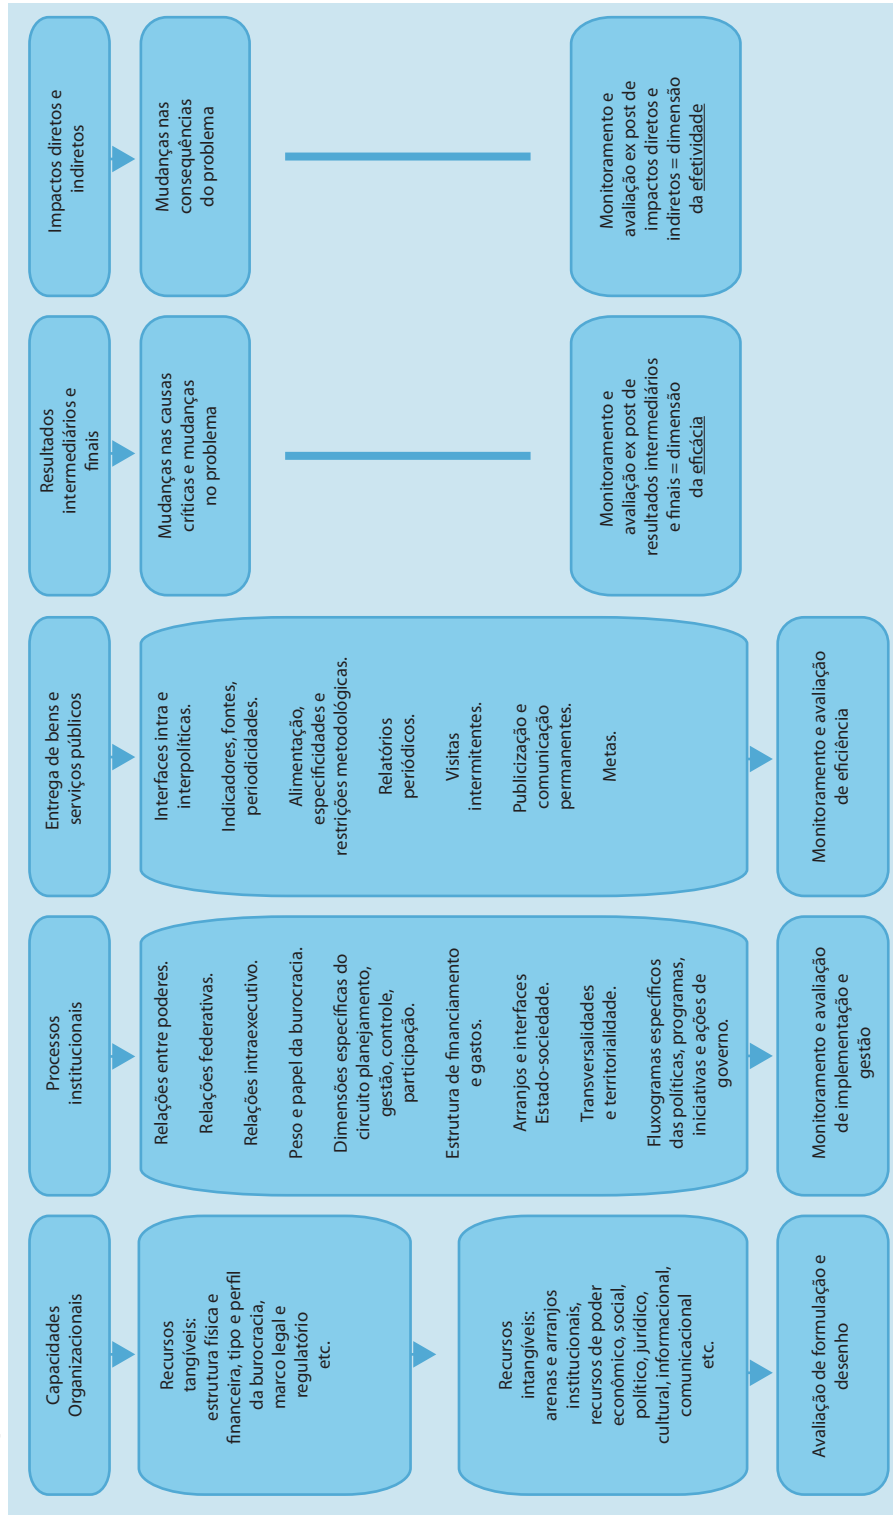 Capacidades
Organizacionais
Recursos
tangíveis:
estrutura física e
financeira, tipo e perfil
da burocracia,
marco legal e
regulatório
etc.
Recursos
intangíveis:
arenas e arranjos
institucionais,
recursos de poder
econômico, social,
político, jurídico,
cultural, informacional,
comunicacional
etc.
Avaliação de formulação e
desenho
Processos
institucionais
Relações entre poderes.
Relações federativas.
Relações intraexecutivo.
Peso e papel da burocracia.
Dimensões específicas do
circuito planejamento,
gestão, controle,
participação.
Estrutura de financiamento
e gastos.
Arranjos e interfaces
Estado-sociedade.
Transversalidades
e territorialidade.
Fluxogramas específicos
das políticas, programas,
iniciativas e ações de
governo.
Monitoramento e avaliação
de implementação e
gestão
Entrega de bens e
serviços públicos
Interfaces intra e
interpolíticas.
Indicadores, fontes,
periodicidades.
Alimentação,
especificidades e
restrições metodológicas.
Relatórios
periódicos.
Visitas
intermitentes.
Publicização e
comunicação
permanentes.
Metas.
Monitoramento e avaliação
de eficiência
Resultados
intermediários e
finais
Mudanças nas causas
críticas e mudanças
no problema
Monitoramento e
avaliação ex post de
resultados intermediários
e finais = dimensão
da eficácia
Impactos diretos e
indiretos
Mudanças nas
consequências
do problema
Monitoramento e
avaliação ex post de
impactos diretos e
indiretos = dimensão
da efetividade